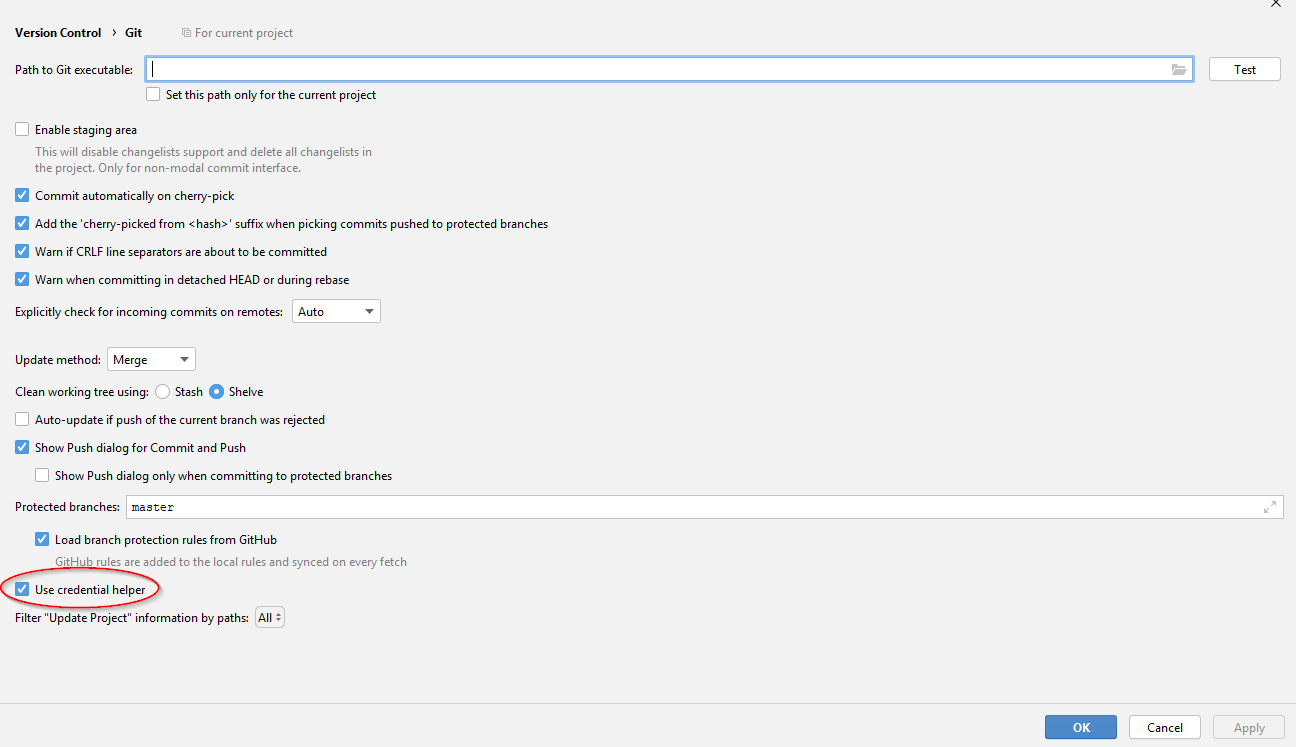 Version Control › Git For current project
Path to Git executable: Test
Set this path only for the current project
Enable staging area
This will disable changelists support and delete all changelists in
the project. Only for non-modal commit interface.
Commit automatically on cherry-pick
Add the 'cherry-picked from <hash>' suffix when picking commits pushed to protected branches
Warn if CRLF line separators are about to be committed
Warn when committing in detached HEAD or during rebase
Explicitly check for incoming commits on remotes: Auto
Update method: Merge
Clean working tree using: Stash Shelve
Auto-update if push of the current branch was rejected
Show Push dialog for Commit and Push
Show Push dialog only when committing to protected branches
Protected branches: master
Load branch protection rules from GitHub
GitHub rules are added to the local rules and synced on every fetch
Use credential helper
Filter "Update Project" information by paths: All
OK Cancel Apply